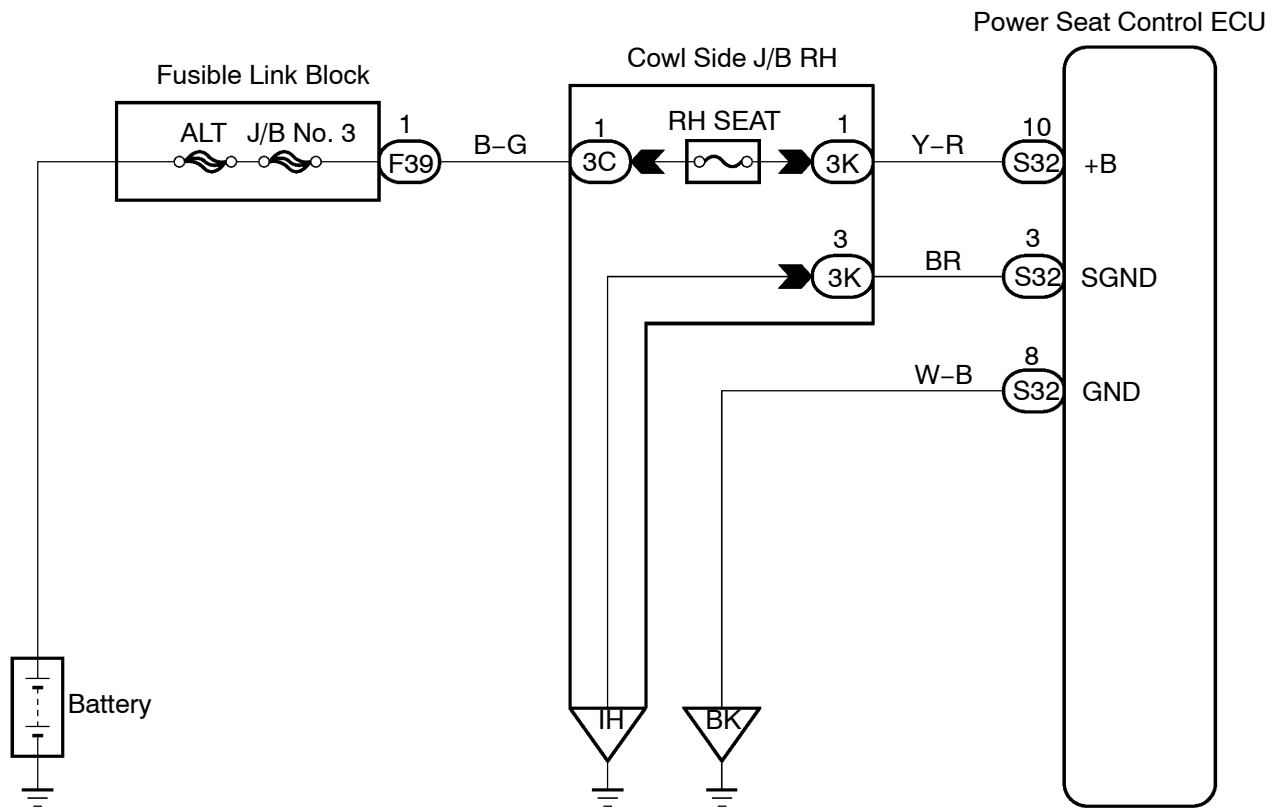 Power Seat Control ECU
Cowl Side J/B RH
Fusible Link Block
ALT J/B No. 3
1
F39
B–G
1
3C
RH SEAT
1
3K
Y–R
10
S32
+B
3
3K
BR
3
S32
SGND
8
W–B
S32
GND
Battery
IH
BK